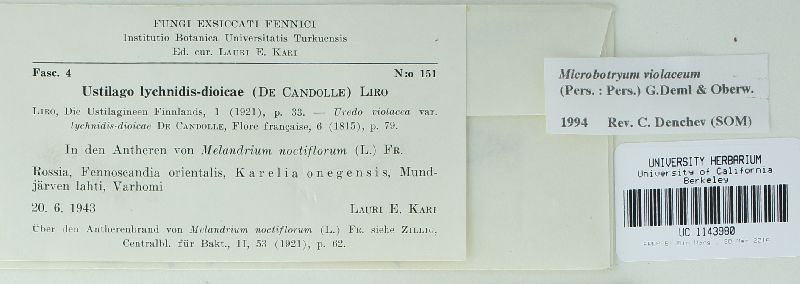 FUNGI EXSICCATI FENNICI
Institutio Botanica Universitatis Turkuensis
Ed. cur. LAURI E. KARI
Fasc. 4 N:o 151
Ustilago lychnidis-dioicae (DE CANDOLLE) LIRO
LIRO, Die Ustilagineen Finnlands, 1 (1921), p. 33. — Uredo violacea var.
lychnidis-dioicae DE CANDOLLE, Flore française, 6 (1815), p. 79.
In den Antheren von Melandrium noctiflorum (L.) FR.
Rossia, Fennoscandia orientalis, Karelia onegensis, Mund-
järven lahti, Varhomi
20. 6. 1943 LAURI E. KARI
Über den Antherenbrand von Melandrium noctiflorum (L.) FR. siehe ZILLIG,
Centralbl. für Bakt., II, 53 (1921), p. 62.
Microbotryum violaceum
(Pers. : Pers.) G.Deml & Oberw.
1994 Rev. C. Denchev (SOM)
UNIVERSITY HERBARIUM
University of California
Berkeley
UC 1143980